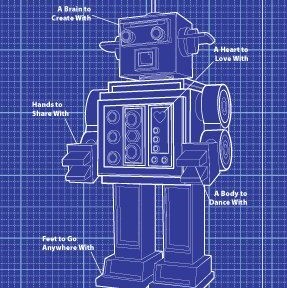 A Brain to
Create With
A Heart to
Love With
Hands to
Share With
A Body to
Dance With
Feet to Go
Anywhere With